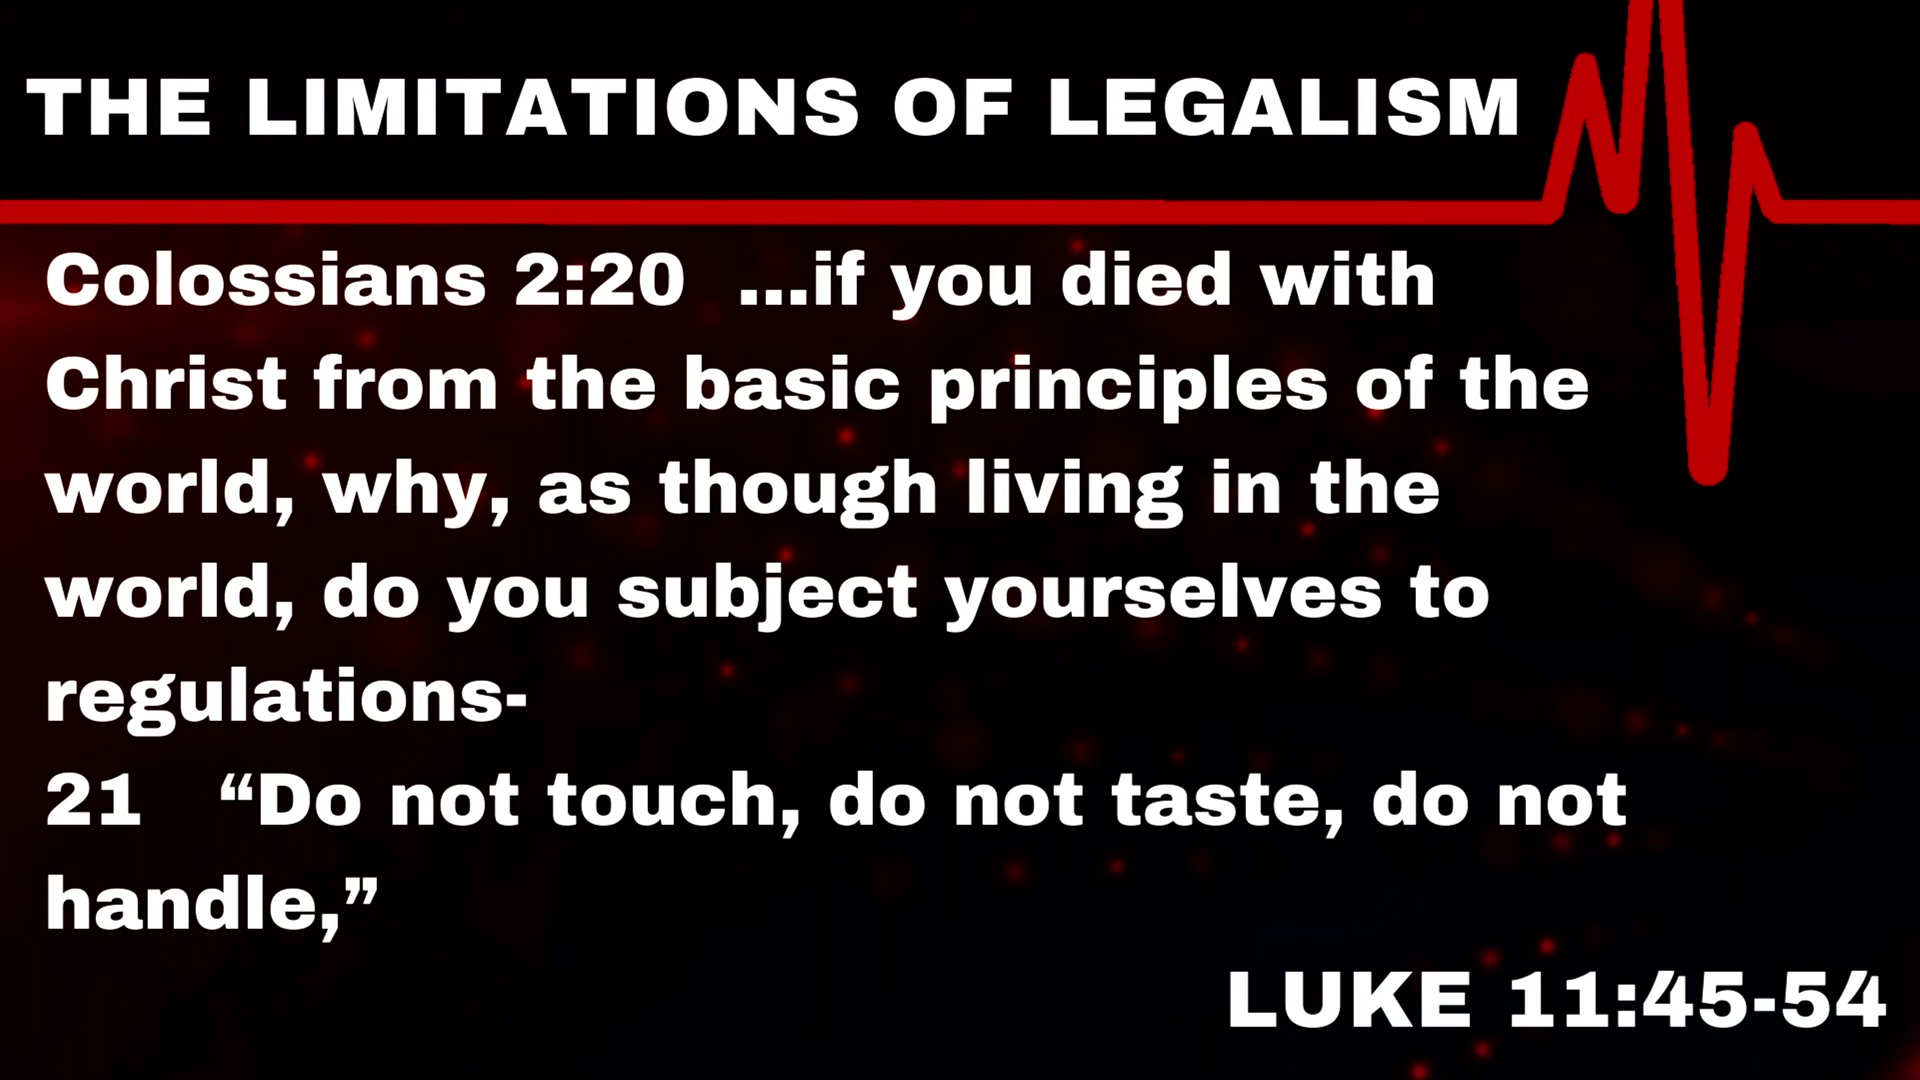 THE LIMITATIONS OF LEGALISM
Colossians 2:20  ...if you died with
Christ from the basic principles of the
world, why, as though living in the
world, do you subject yourselves to
regulations-
21   “Do not touch, do not taste, do not
handle,”
LUKE 11:45-54